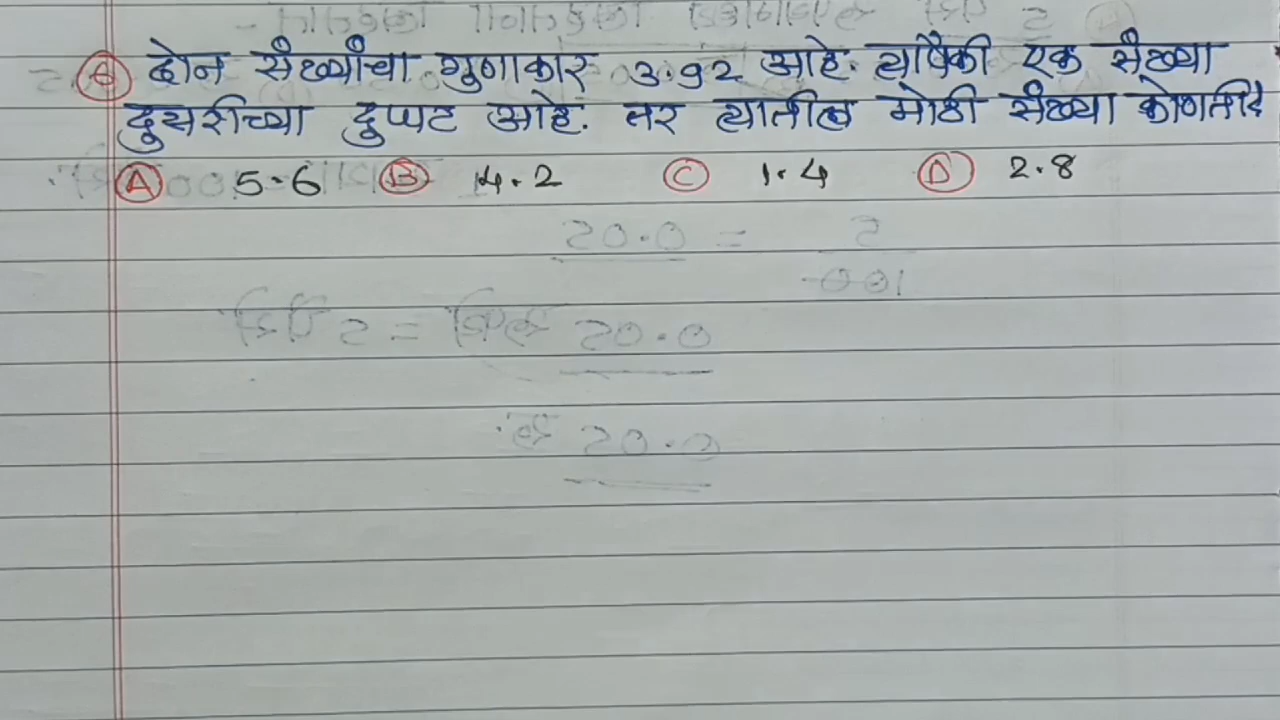 दोन संख्यांचा गुणाकार 3.92 आहे. त्यांपैकी एक संख्या
दुसरीच्या दुप्पट आहे. तर त्यातील मोठी संख्या कोणती?
(A) 5.6 (B) 4.2 (C) 1.4 (D) 2.8